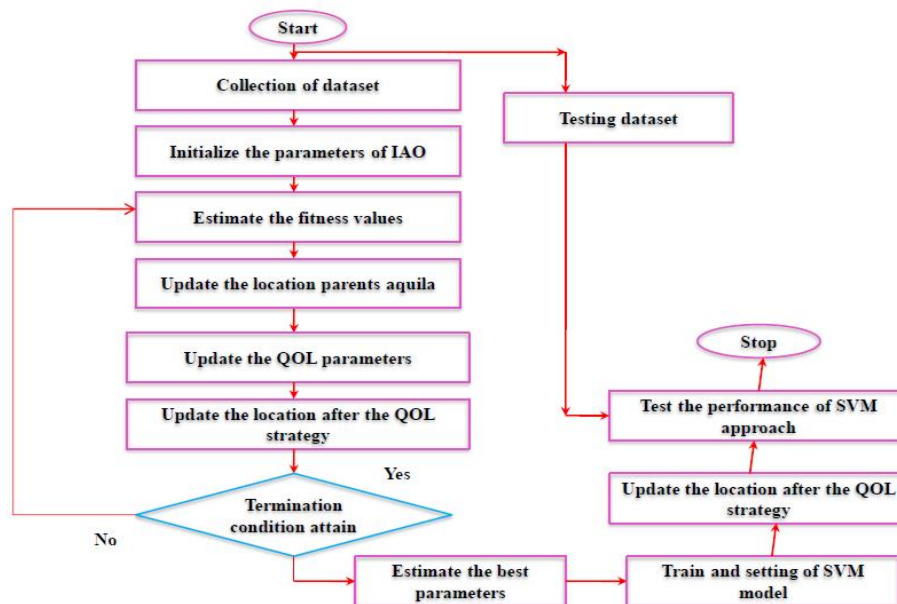 Start
Collection of dataset
Testing dataset
Initialize the parameters of IAO
Estimate the fitness values
Update the location parents aquila
Update the QOL parameters
Update the location after the QOL
strategy
Yes
Termination
condition attain
No
Estimate the best
parameters
Train and setting of SVM
model
Update the location after the QOL
strategy
Test the performance of SVM
approach
Stop